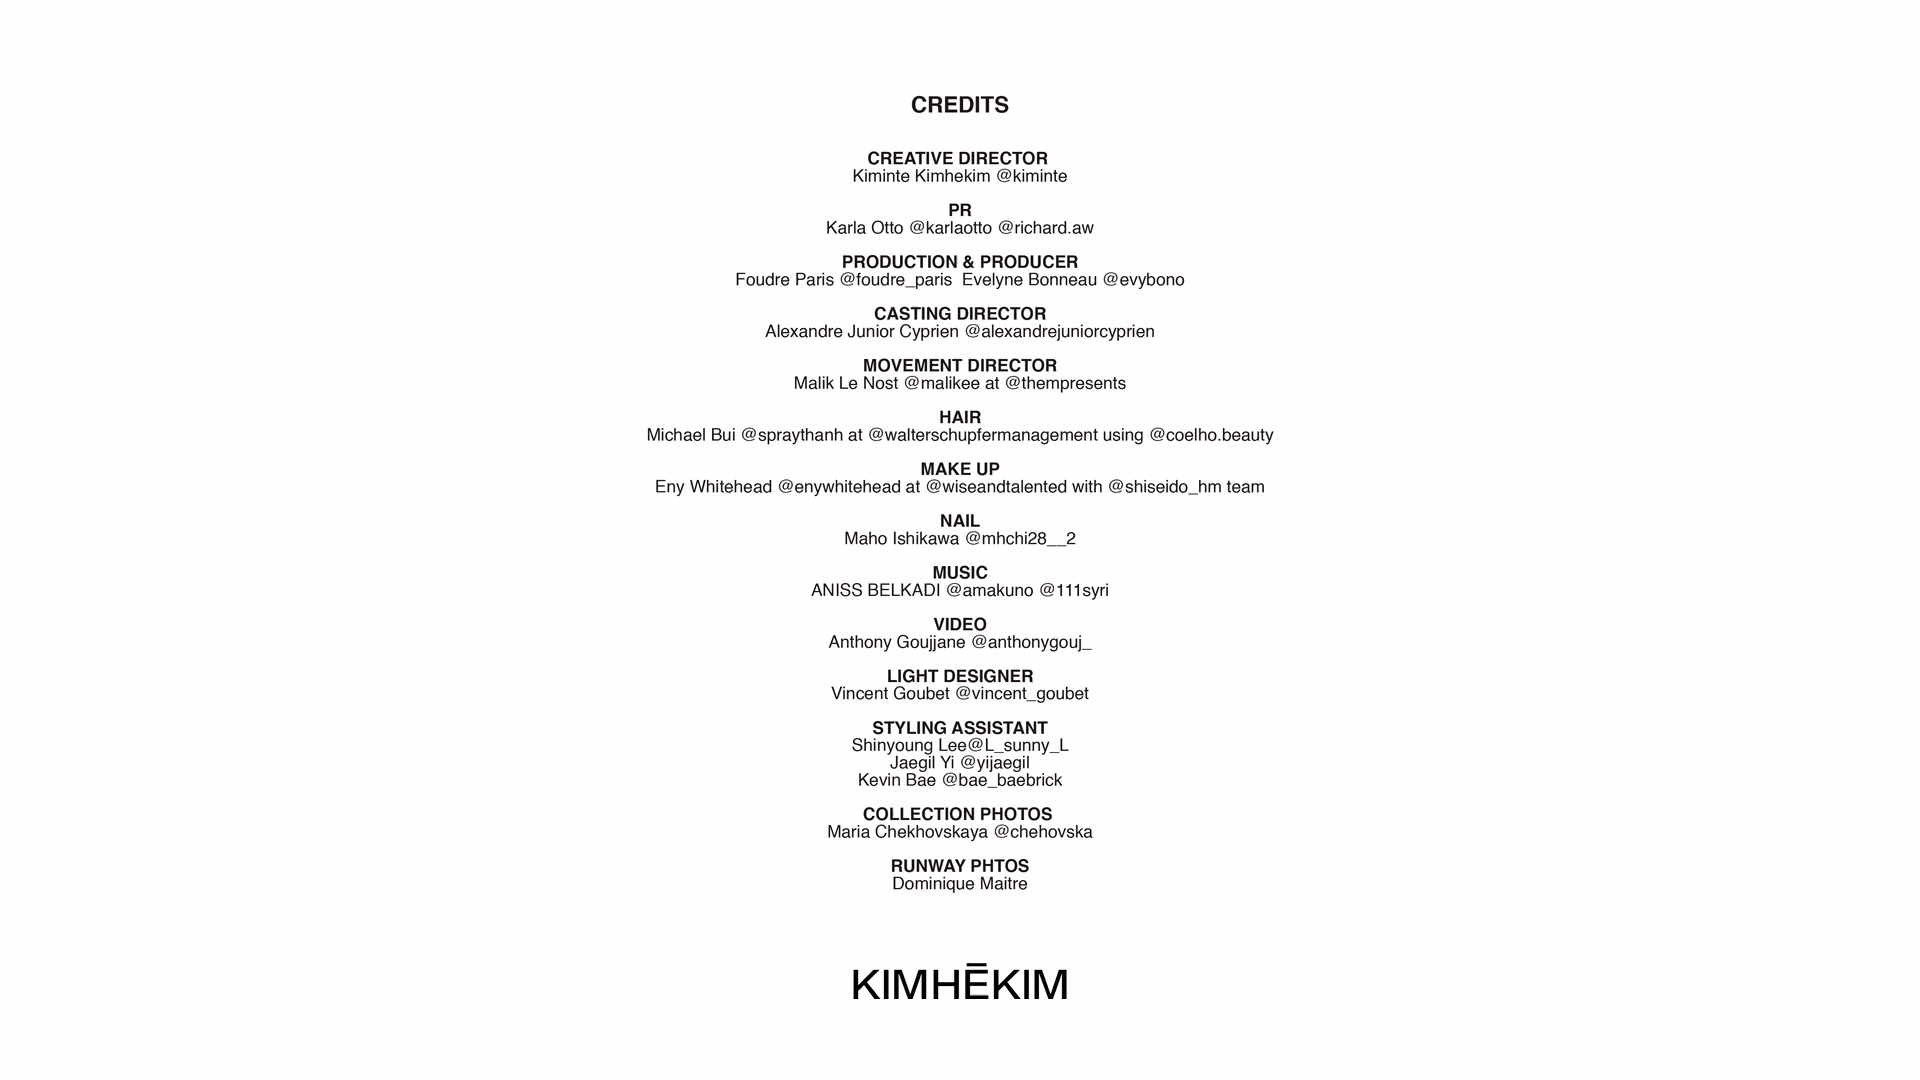 CREDITS
CREATIVE DIRECTOR
Kiminte Kimhekim @kiminte
PR
Karla Otto @karlaotto @richard.aw
PRODUCTION & PRODUCER
Foudre Paris @foudre_paris  Evelyne Bonneau @evybono
CASTING DIRECTOR
Alexandre Junior Cyprien @alexandrejuniorcyprien
MOVEMENT DIRECTOR
Malik Le Nost @malikee at @thempresents
HAIR
Michael Bui @spraythanh at @walterschupfermanagement using @coelho.beauty
MAKE UP
Eny Whitehead @enywhitehead at @wiseandtalented with @shiseido_hm team
NAIL
Maho Ishikawa @mhchi28__2
MUSIC
ANISS BELKADI @amakuno @111syri
VIDEO
Anthony Goujjane @anthonygouj_
LIGHT DESIGNER
Vincent Goubet @vincent_goubet
STYLING ASSISTANT
Shinyoung Lee@L_sunny_L
Jaegil Yi @yijaegil
Kevin Bae @bae_baebrick
COLLECTION PHOTOS
Maria Chekhovskaya @chehovska
RUNWAY PHTOS
Dominique Maitre
KIMHĒKIM